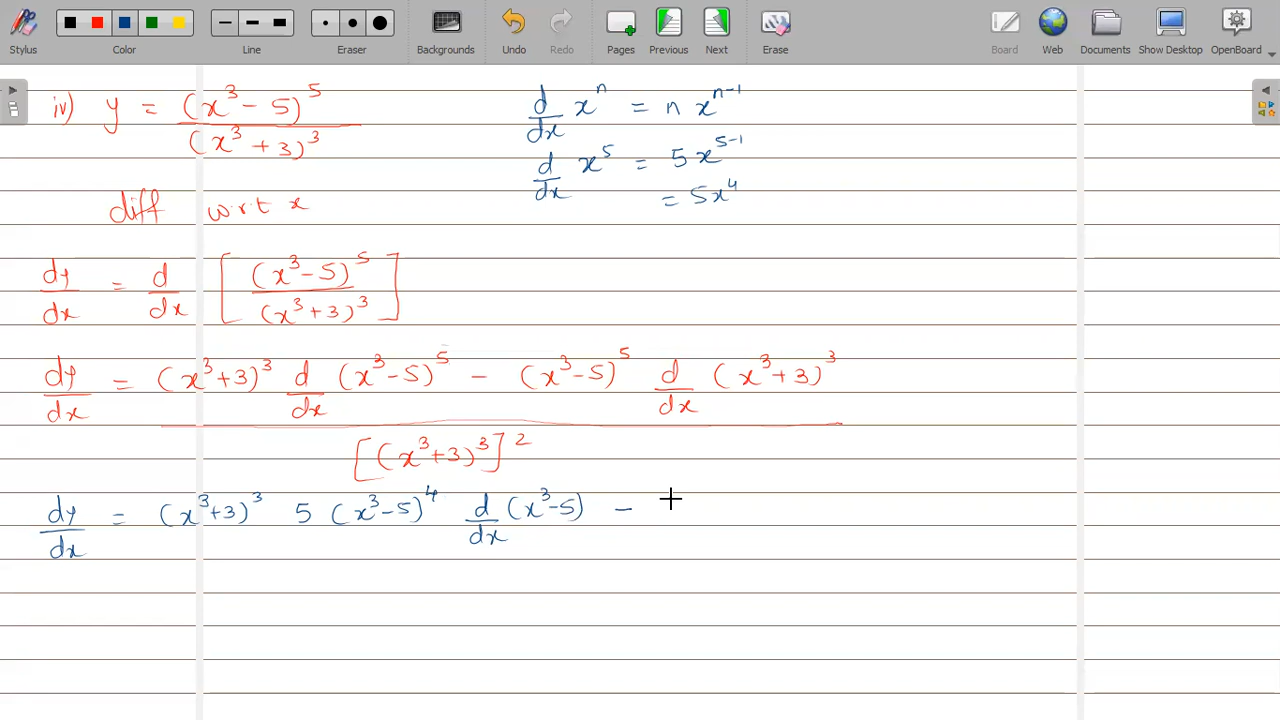 Stylus Color Line Eraser Backgrounds Undo Redo Pages Previous Next Erase Board Web Documents Show Desktop OpenBoard
iv) y = (x³ - 5)⁵ / (x³ + 3)³
d/dx xⁿ = n xⁿ⁻¹
d/dx x⁵ = 5x⁵⁻¹
= 5x⁴
diff w.r.t x
dy/dx = d/dx [(x³-5)⁵ / (x³+3)³]
dy/dx = (x³+3)³ d/dx (x³-5)⁵ - (x³-5)⁵ d/dx (x³+3)³ / [(x³+3)³]²
dy/dx = (x³+3)³ 5 (x³-5)⁴ d/dx (x³-5) -